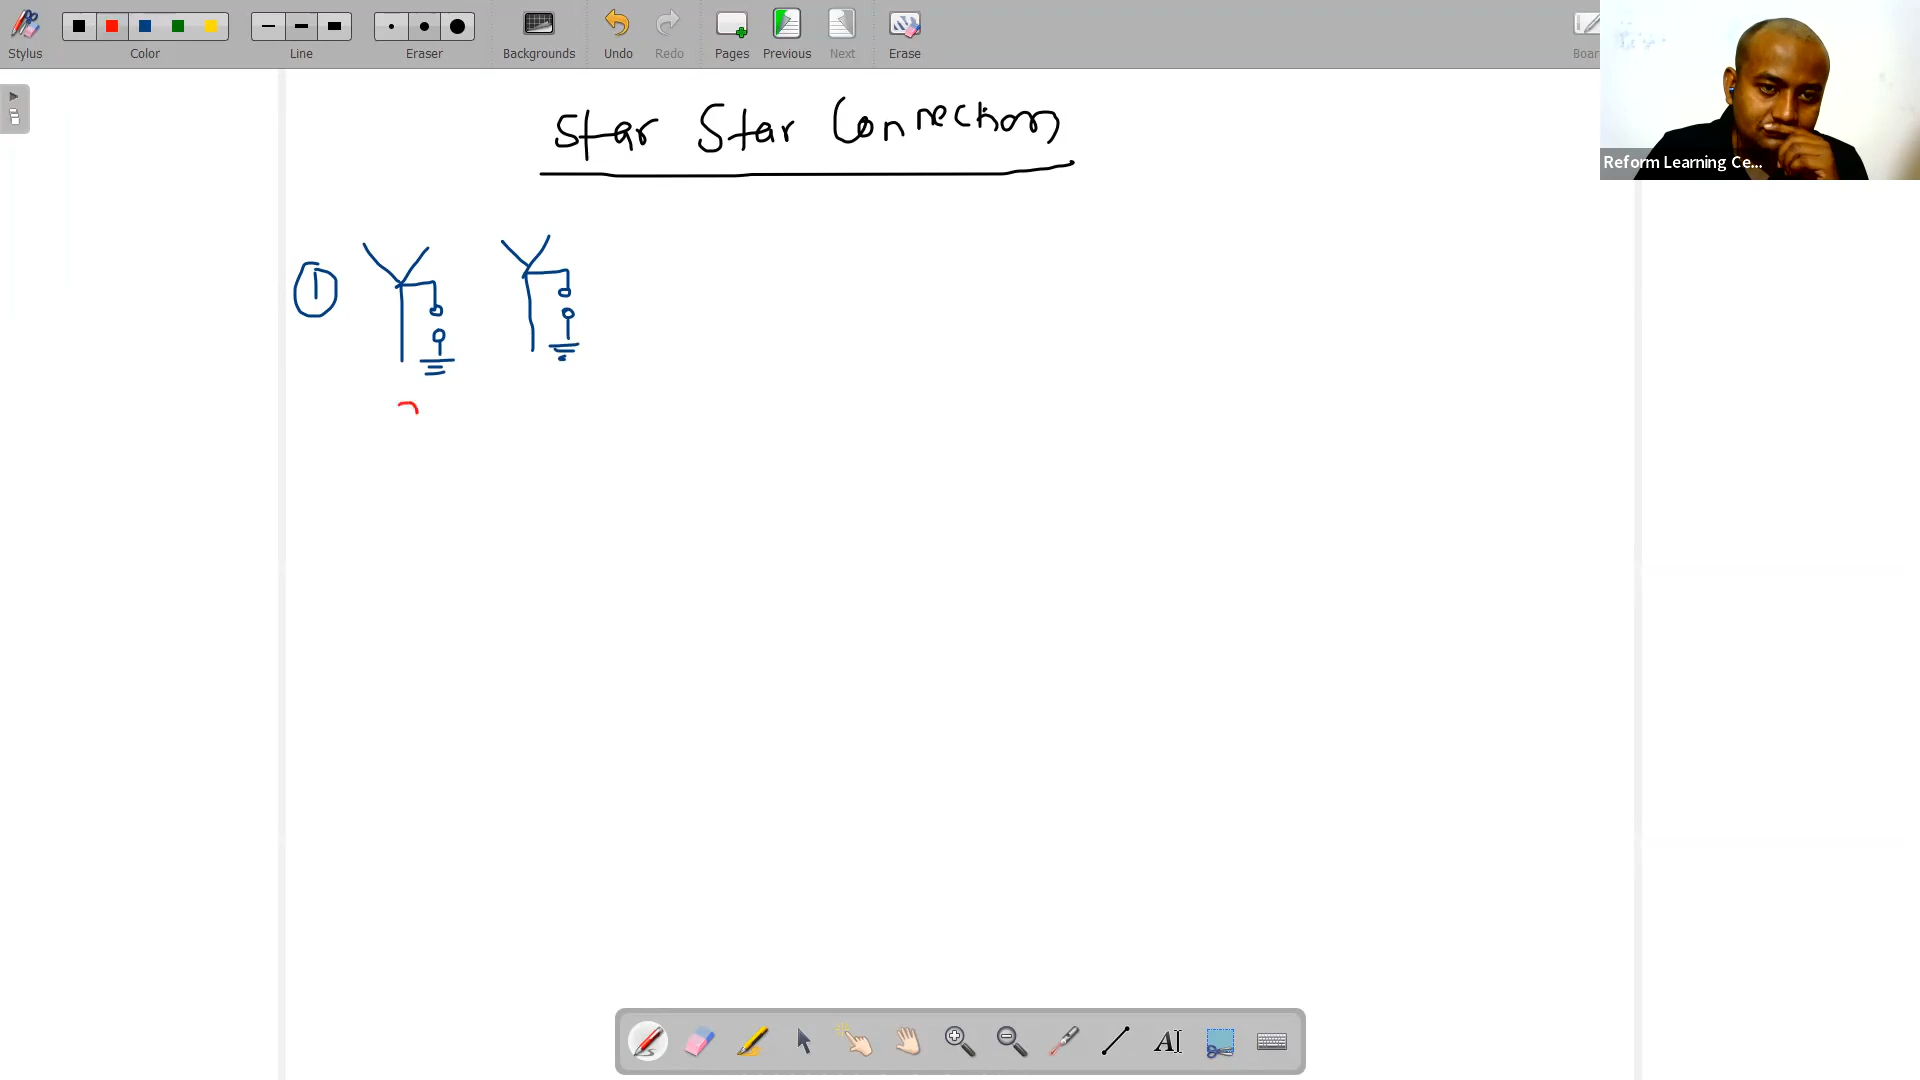 Stylus
Color
Line
Eraser
Backgrounds
Undo
Redo
Pages
Previous
Next
Erase
Reform Learning Ce...
Star Star Connection
1